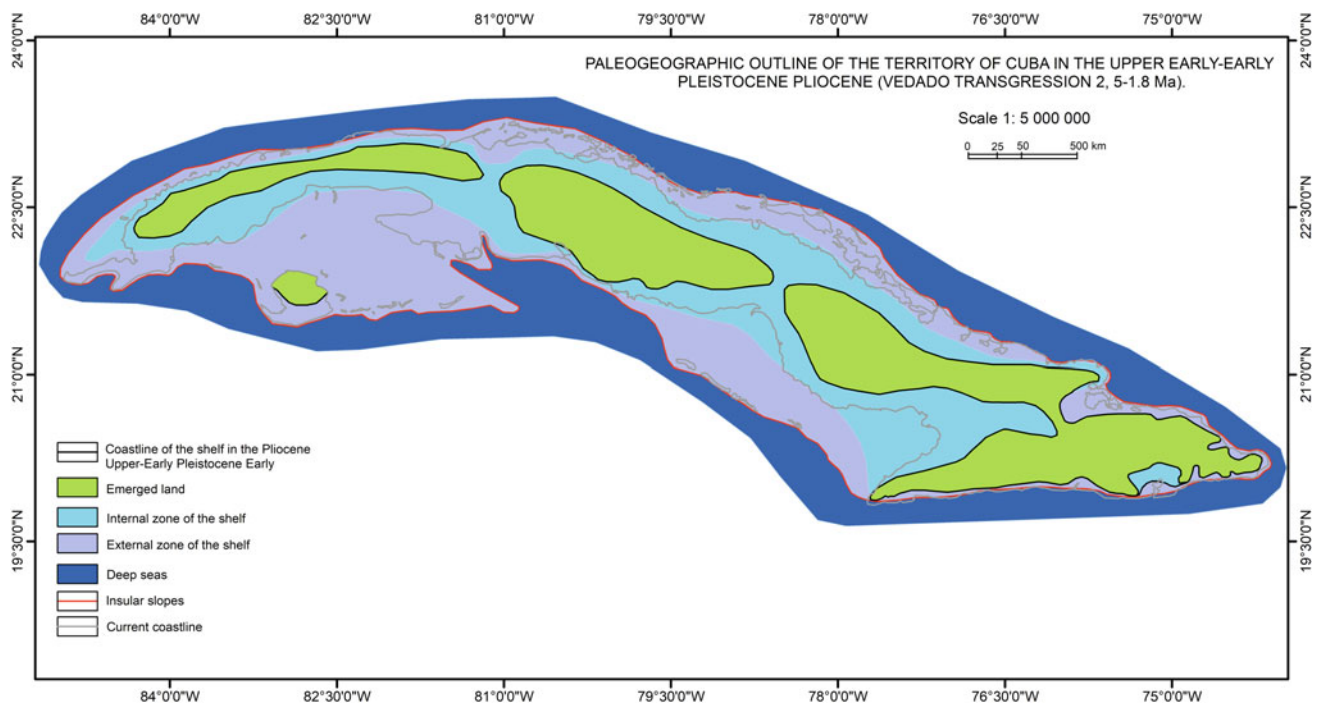 84°0'0"W 82°30'0"W 81°0'0"W 79°30'0"W 78°0'0"W 76°30'0"W 75°0'0"W
24°0'0"N
24°0'0"N
PALEOGEOGRAPHIC OUTLINE OF THE TERRITORY OF CUBA IN THE UPPER EARLY-EARLY
PLEISTOCENE PLIOCENE (VEDADO TRANSGRESSION 2, 5-1.8 Ma).
Scale 1: 5 000 000
0 25 50 500 km
22°30'0"N
22°30'0"N
21°0'0"N
21°0'0"N
Coastline of the shelf in the Pliocene
Upper-Early Pleistocene Early
Emerged land
Internal zone of the shelf
External zone of the shelf
19°30'0"N
19°30'0"N
Deep seas
Insular slopes
Current coastline
84°0'0"W 82°30'0"W 81°0'0"W 79°30'0"W 78°0'0"W 76°30'0"W 75°0'0"W